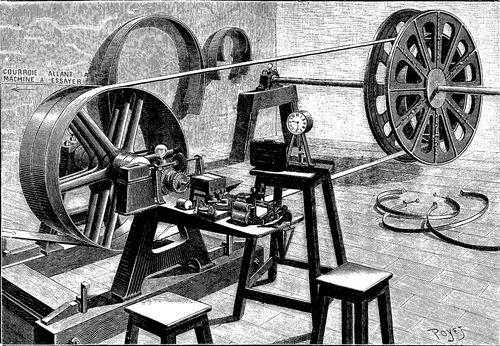 COURROIE ALLANT A
MACHINE A ESSAYER
POYET